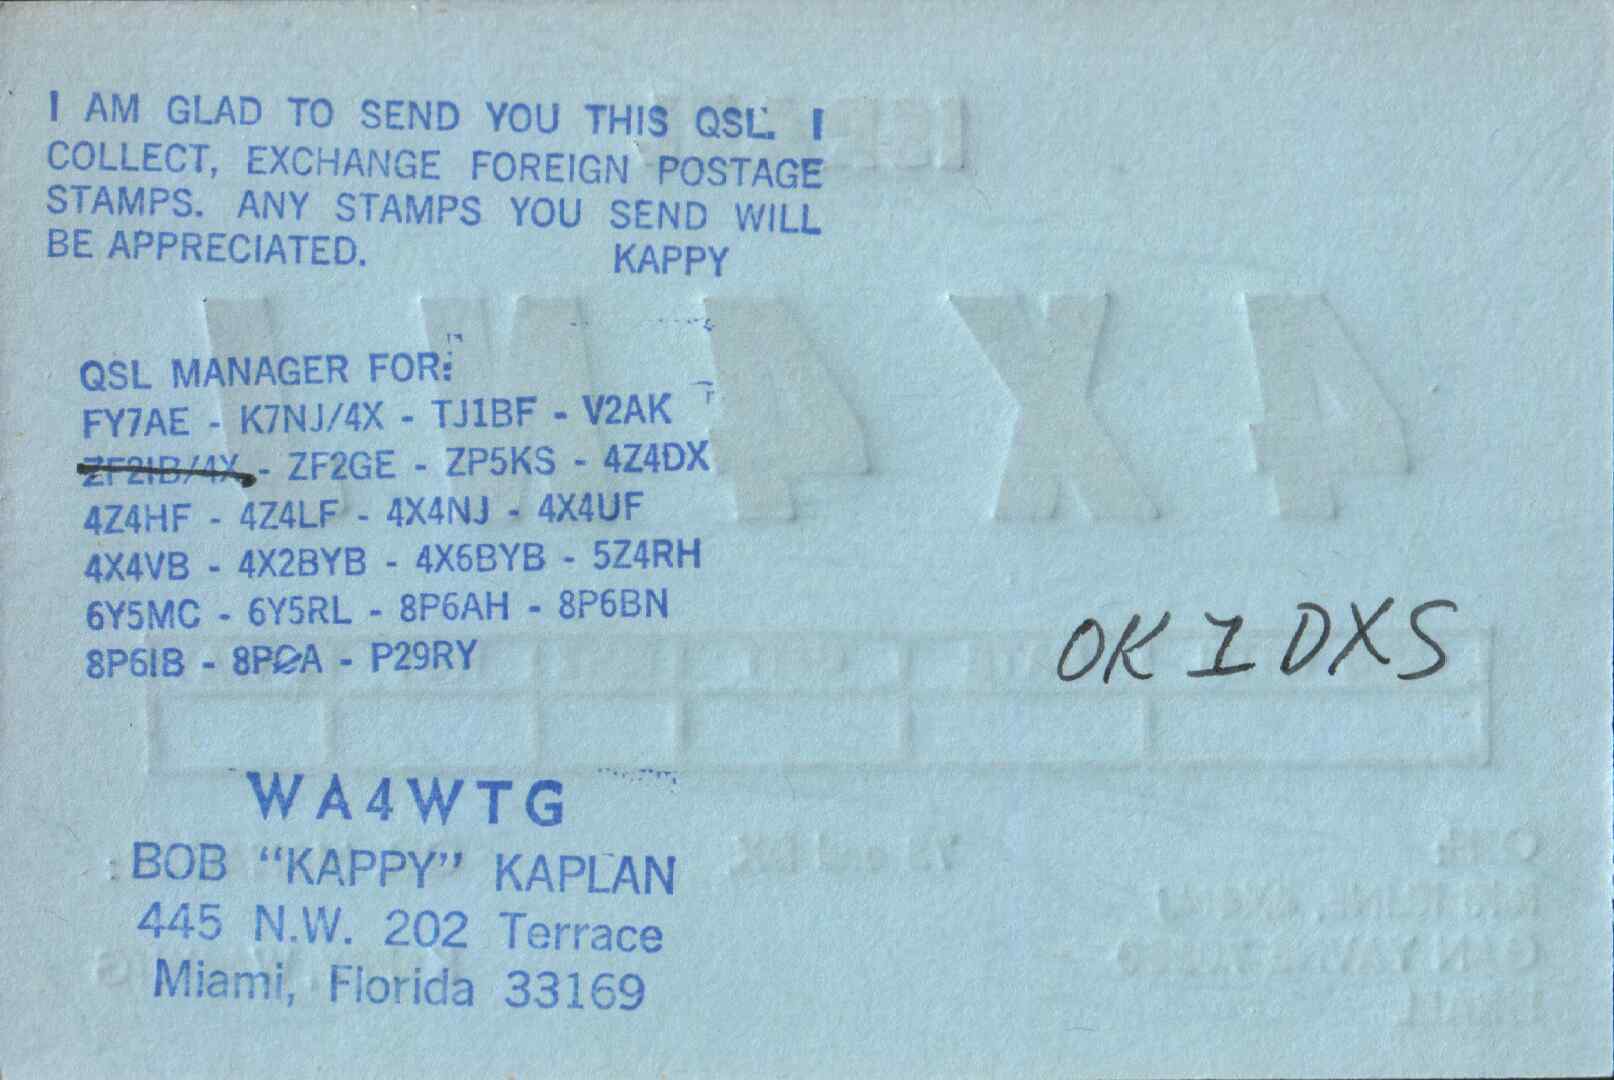 I AM GLAD TO SEND YOU THIS QSL. I
COLLECT, EXCHANGE FOREIGN POSTAGE
STAMPS. ANY STAMPS YOU SEND WILL
BE APPRECIATED. KAPPY
QSL MANAGER FOR:
FY7AE - K7NJ/4X - TJ1BF - V2AK
ZF2IB/4X - ZF2GE - ZP5KS - 4Z4DX
4Z4HF - 4Z4LF - 4X4NJ - 4X4UF
4X4VB - 4X2BYB - 4X6BYB - 5Z4RH
6Y5MC - 6Y5RL - 8P6AH - 8P6BN
8P6IB - - P29RY
OK1DXS
WA4WTG
BOB “KAPPY” KAPLAN
445 N.W. 202 Terrace
Miami, Florida 33169